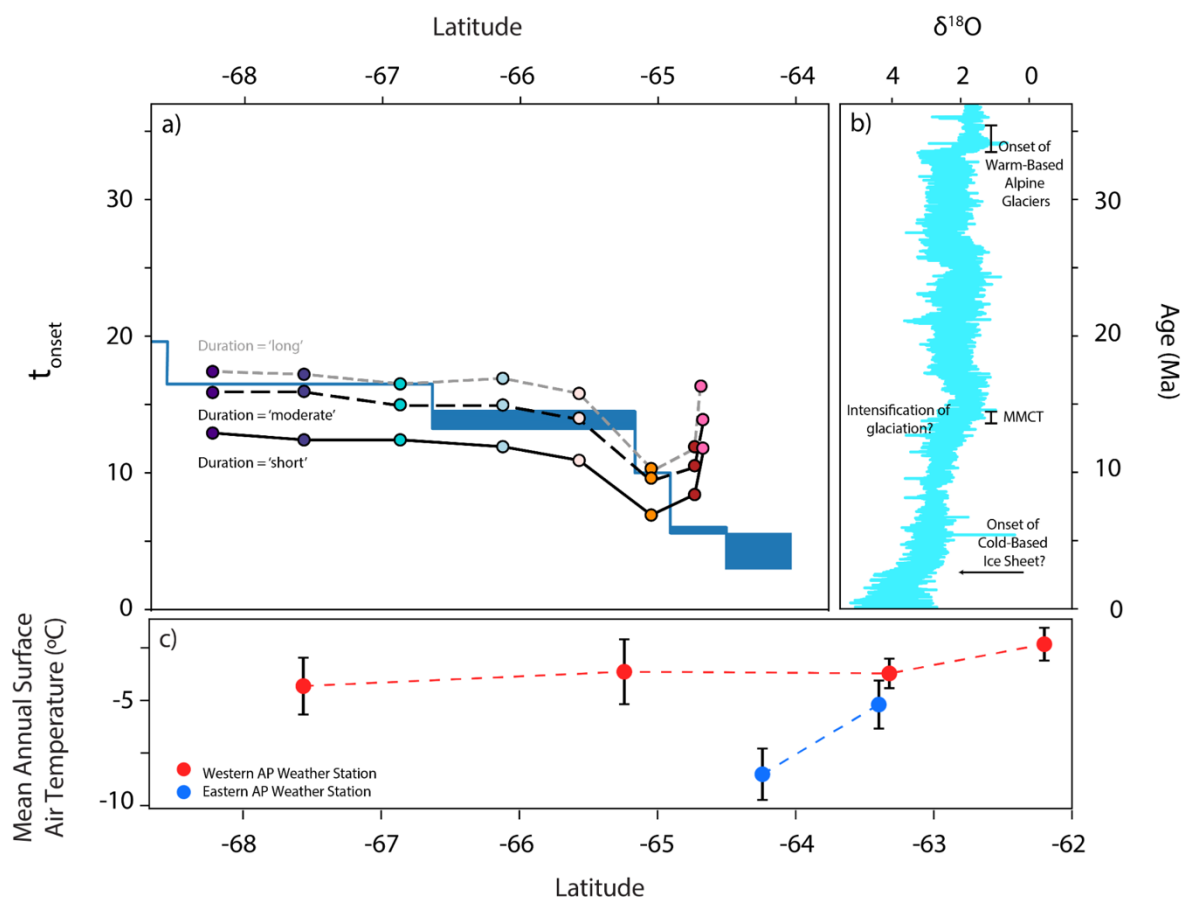 Latitude
δ18O
-68
-67
-66
-65
-64
4
2
0
a)
b)
30
20
10
0
tonset
Duration = 'long'
Duration = 'moderate'
Duration = 'short'
Onset of
Warm-Based
Alpine
Glaciers
Intensification of
glaciation?
MMCT
Onset of
Cold-Based
Ice Sheet?
30
20
10
0
Age (Ma)
Mean Annual Surface
Air Temperature (ºC)
c)
-5
-10
Western AP Weather Station
Eastern AP Weather Station
-68
-67
-66
-65
-64
-63
-62
Latitude